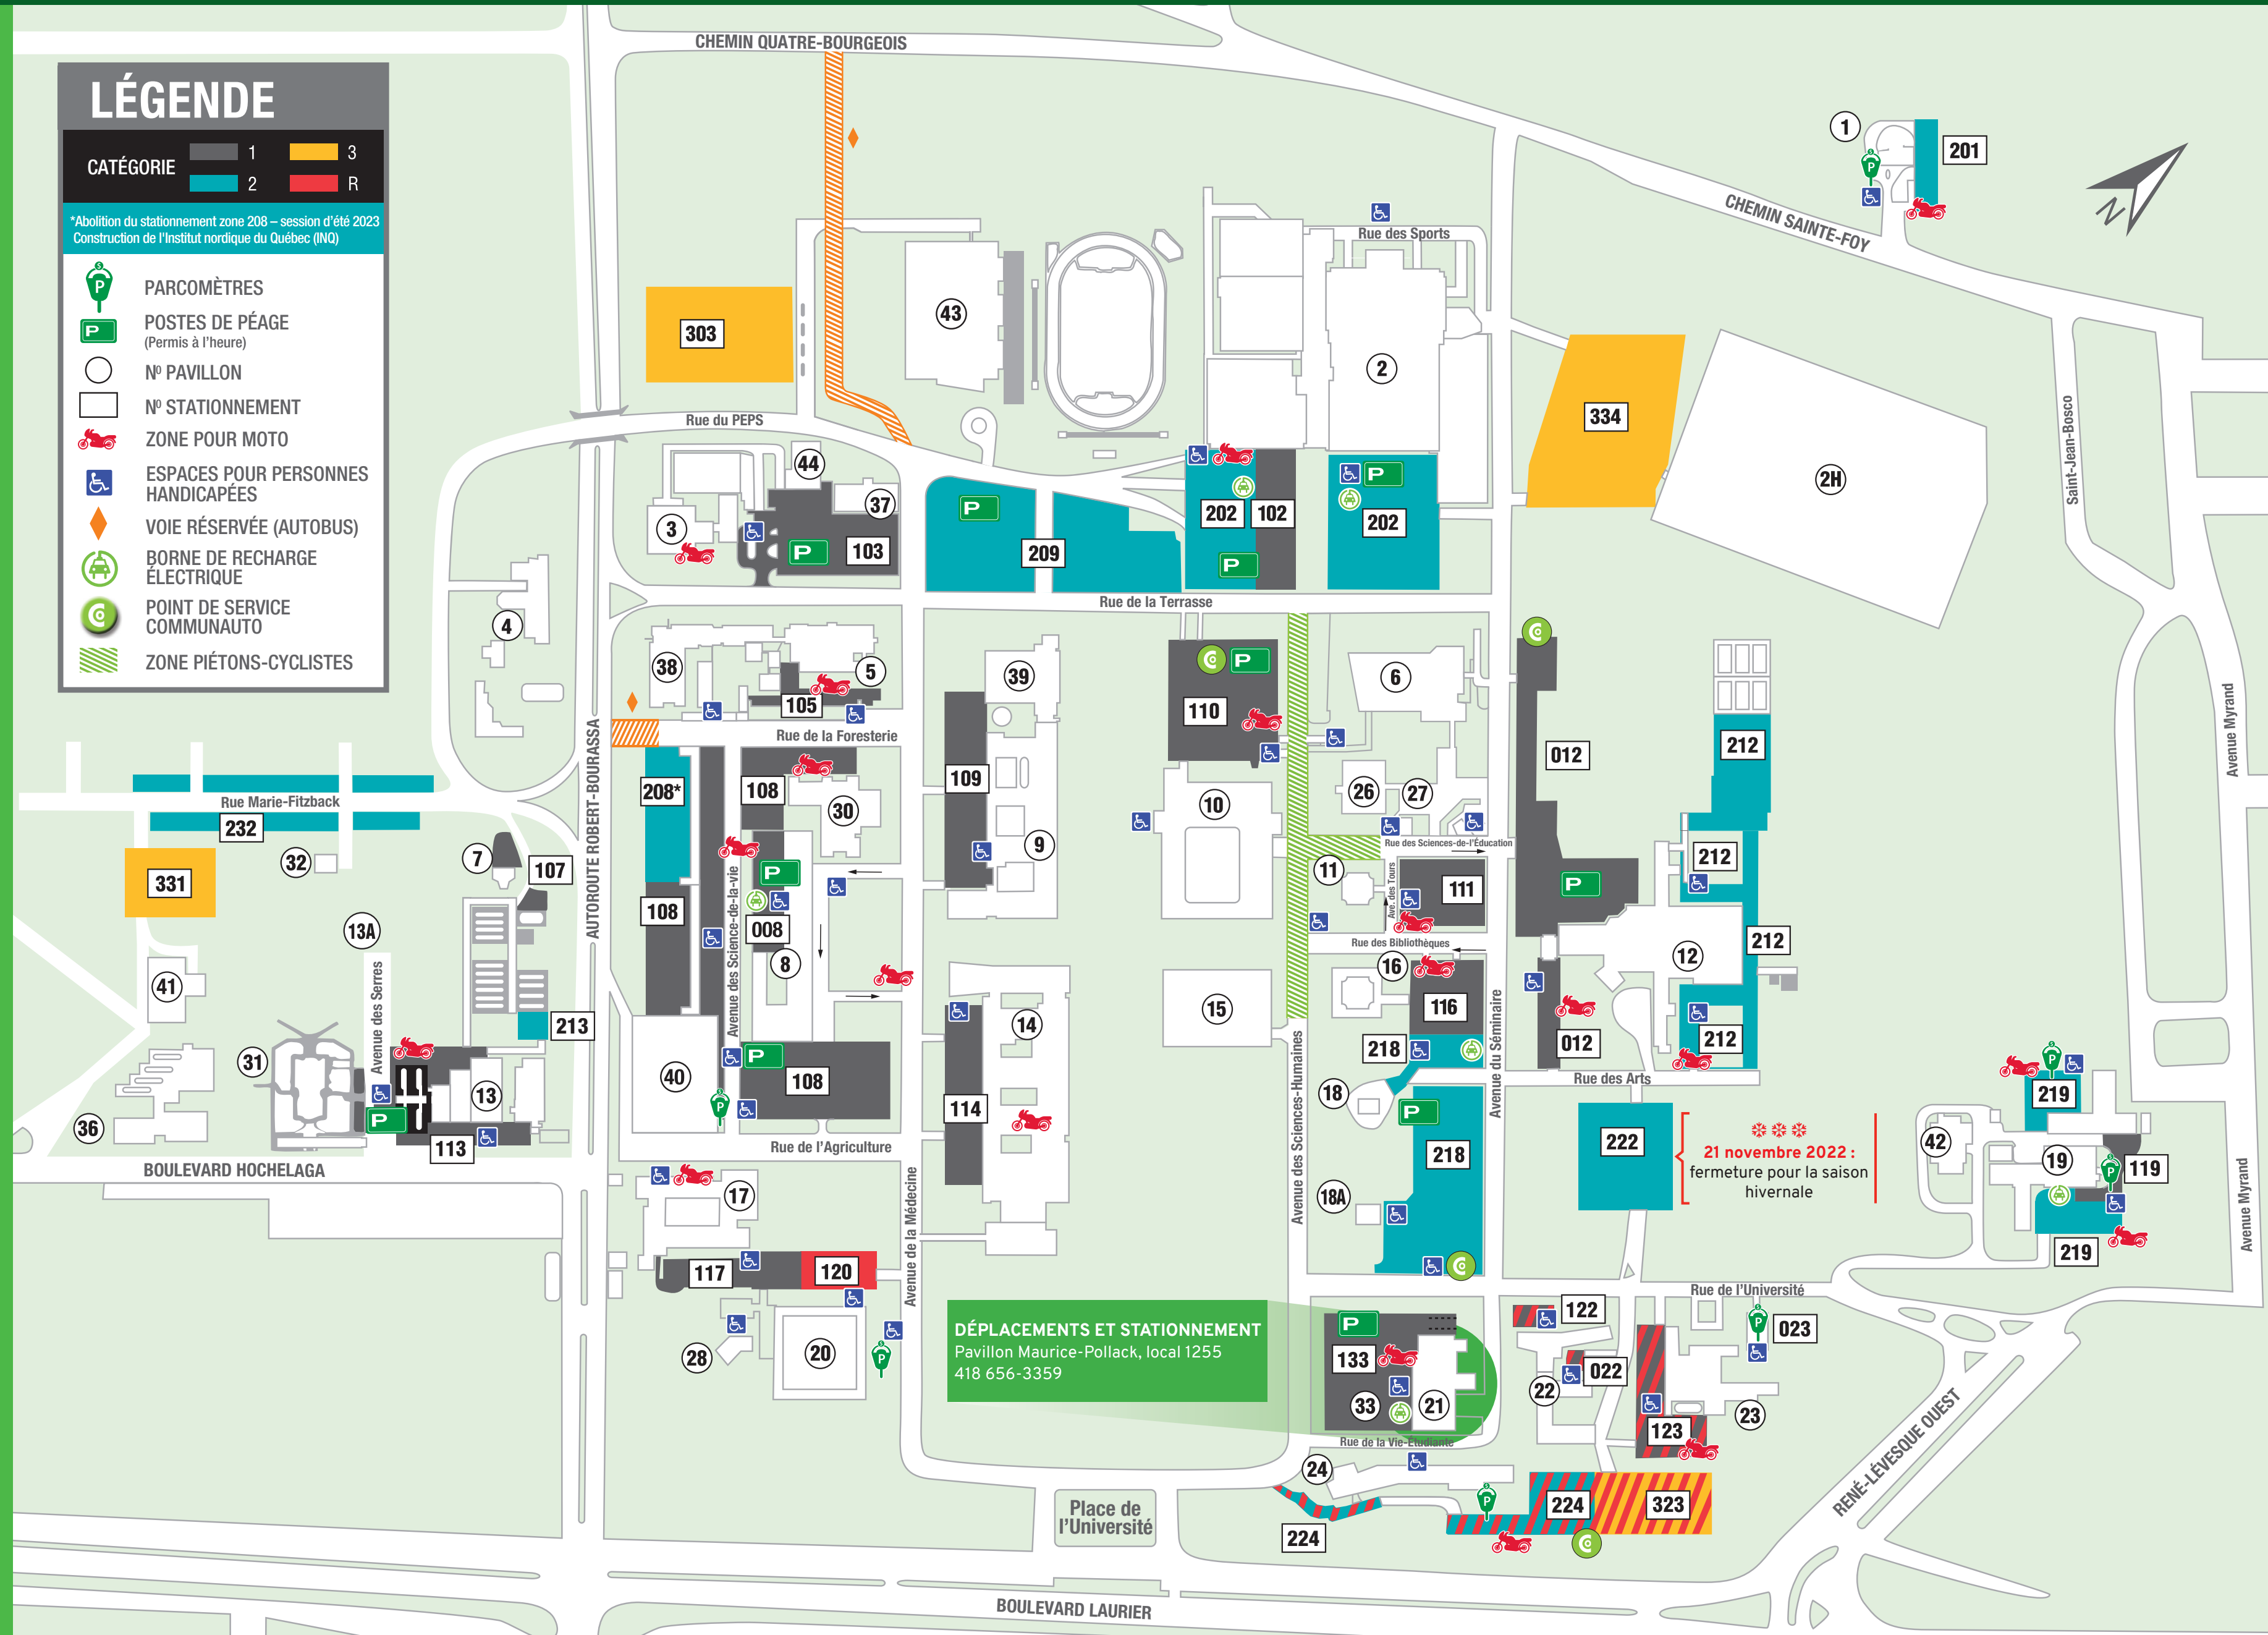 LÉGENDE
CATÉGORIE
1
3
2
R
*Abolition du stationnement zone 208 – session d'été 2023
Construction de l'Institut nordique du Québec (INQ)
PARCOMÈTRES
POSTES DE PÉAGE
(Permis à l'heure)
Nº PAVILLON
Nº STATIONNEMENT
ZONE POUR MOTO
ESPACES POUR PERSONNES
HANDICAPÉES
VOIE RÉSERVÉE (AUTOBUS)
BORNE DE RECHARGE
ÉLECTRIQUE
POINT DE SERVICE
COMMUNAUTO
ZONE PIÉTONS-CYCLISTES
CHEMIN QUATRE-BOURGEOIS
1
201
N
CHEMIN SAINTE-FOY
Rue des Sports
303
43
2
334
2H
Saint-Jean-Bosco
Rue du PEPS
44
37
3
103
P
P
209
202
102
P
P
202
Rue de la Terrasse
4
38
5
105
39
110
P
6
012
212
Avenue Myrand
Rue de la Foresterie
AUTOROUTE ROBERT-BOURASSA
208*
108
30
109
9
10
26
27
Rue des Sciences-de-l'Éducation
Rue Marie-Fitzback
232
331
32
7
107
108
Avenue des Science-de-la-vie
P
008
8
11
Ave. des Tours
111
P
212
212
12
Rue des Bibliothèques
13A
41
Avenue des Serres
213
31
13
36
P
113
BOULEVARD HOCHELAGA
40
P
108
P
Rue de l'Agriculture
14
114
15
16
116
218
18
Avenue des Sciences-Humaines
Avenue du Séminaire
012
212
Rue des Arts
P
218
18A
222
21 novembre 2022 :
fermeture pour la saison
hivernale
P
219
42
19
P
119
219
Avenue Myrand
17
117
120
Avenue de la Médecine
28
20
P
DÉPLACEMENTS ET STATIONNEMENT
Pavillon Maurice-Pollack, local 1255
418 656-3359
P
133
33
21
Rue de la Vie-Étudiante
Rue de l'Université
122
022
22
123
23
P
023
24
224
P
224
323
Place de
l'Université
RENÉ-LÉVESQUE OUEST
BOULEVARD LAURIER